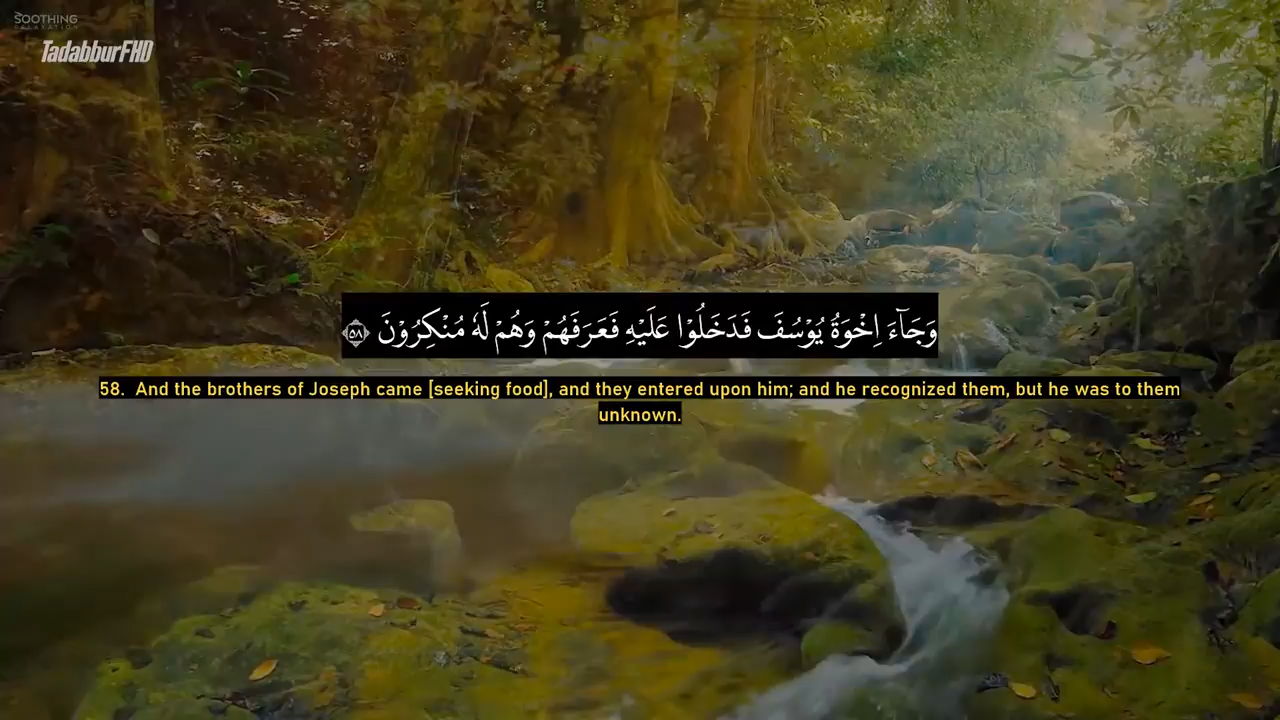 SOOTHING
RELAXATION
TadabburFHD
وَجَآءَ اِخْوَةُ يُوْسُفَ فَدَخَلُوْا عَلَيْهِ فَعَرَفَهُمْ وَهُمْ لَهٗ مُنْكِرُوْنَ ﴿۵۸﴾
58. And the brothers of Joseph came [seeking food], and they entered upon him; and he recognized them, but he was to them
unknown.